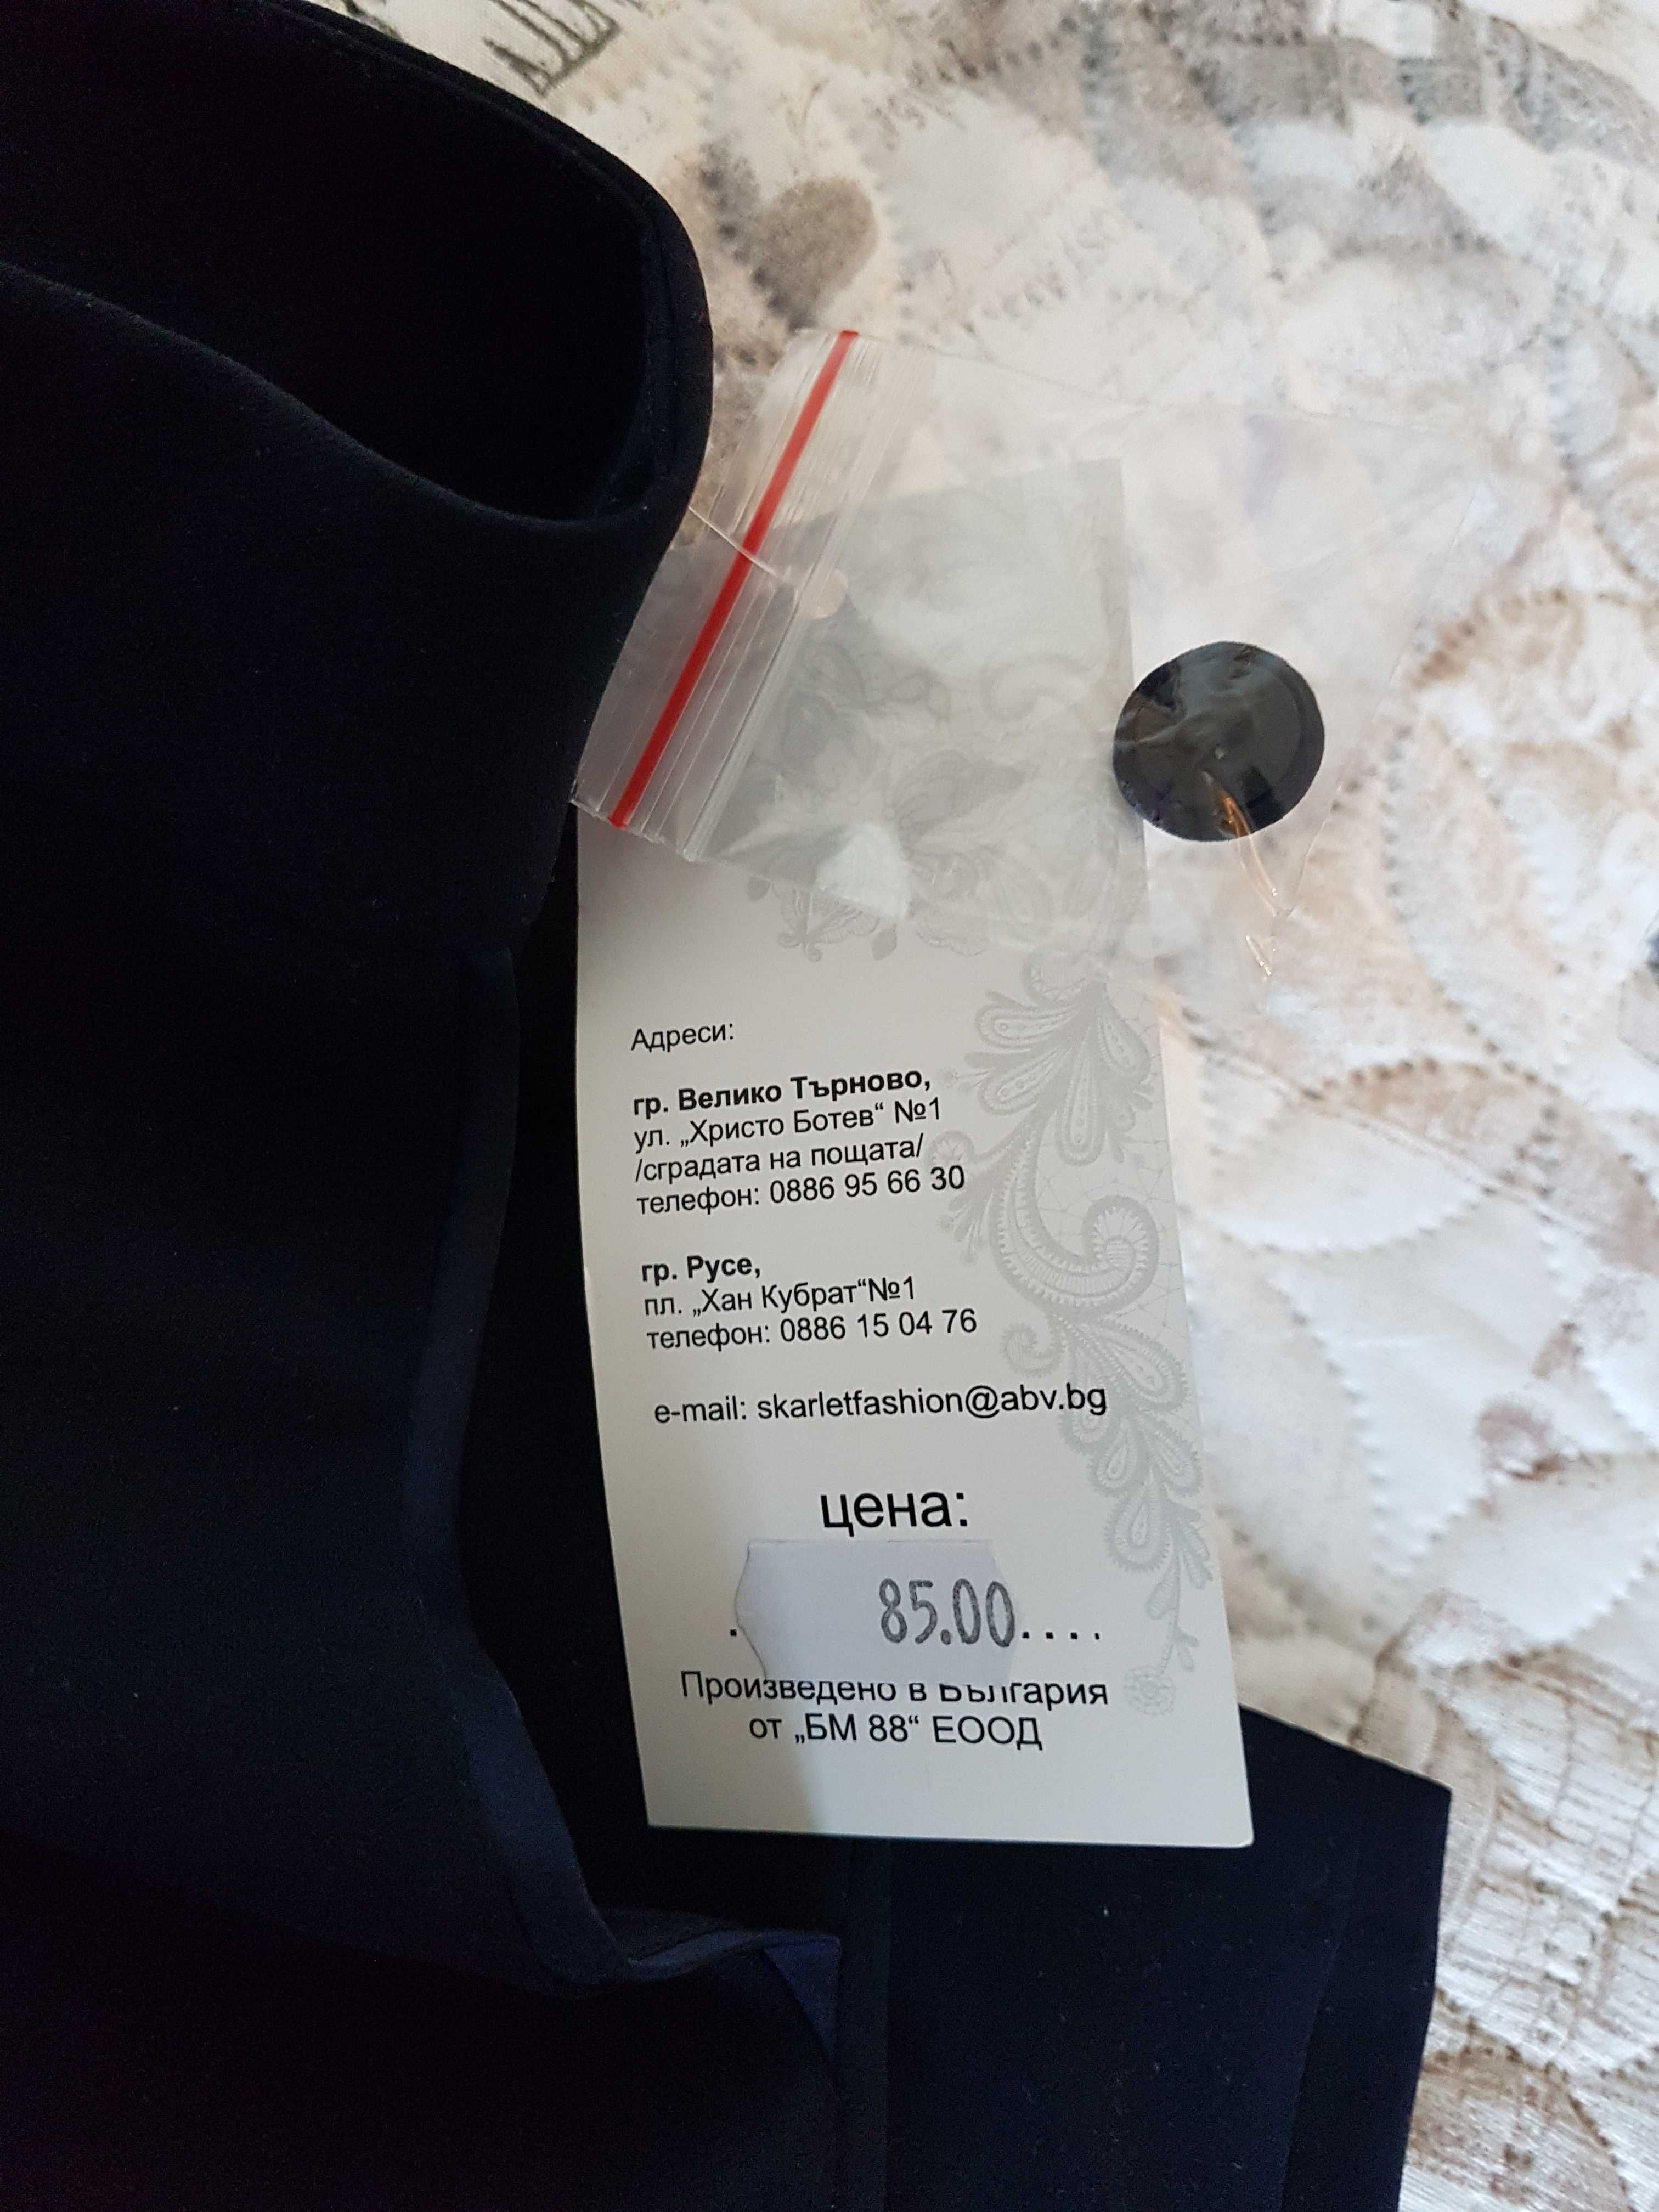 Адреси:
гр. Велико Търново,
ул. „Христо Ботев“ №1
/сградата на пощата/
телефон: 0886 95 66 30
гр. Русе,
пл. „Хан Кубрат“№1
телефон: 0886 15 04 76
e-mail: skarletfashion@abv.bg
цена:
85.00....
Произведено в България
от „БМ 88“ ЕООД